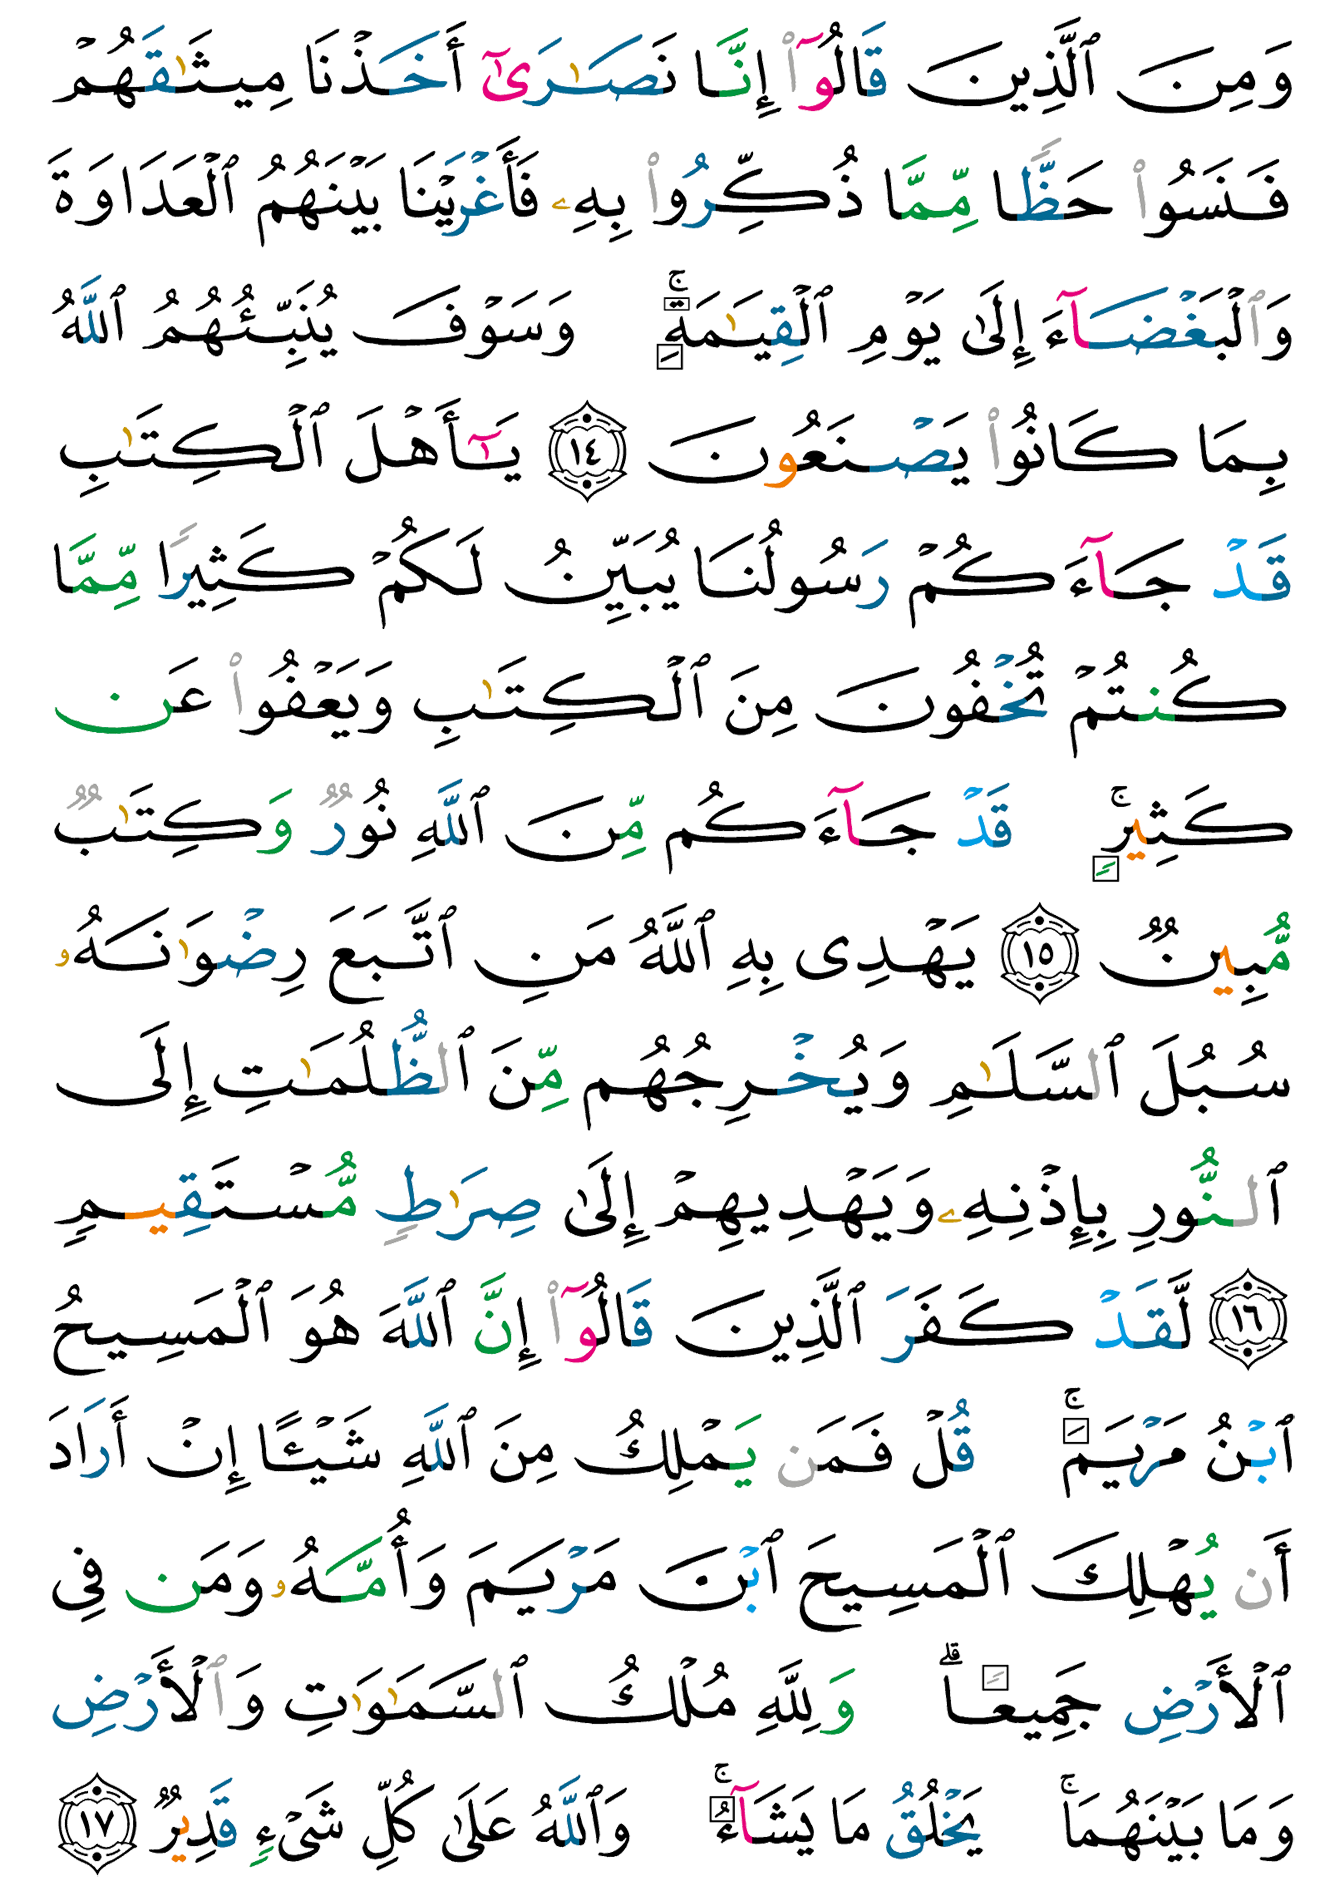 وَمِنَ ٱلَّذِينَ قَالُوٓا۟ إِنَّا نَصَـٰرَىٰٓ أَخَذْنَا مِيثَـٰقَهُمْ
فَنَسُوا۟ حَظًّا مِّمَّا ذُكِّرُوا۟ بِهِۦ فَأَغْرَيْنَا بَيْنَهُمُ ٱلْعَدَاوَةَ
وَٱلْبَغْضَآءَ إِلَىٰ يَوْمِ ٱلْقِيَـٰمَةِ ۚ وَسَوْفَ يُنَبِّئُهُمُ ٱللَّهُ
بِمَا كَانُوا۟ يَصْنَعُونَ ١٤ يَـٰٓأَهْلَ ٱلْكِتَـٰبِ
قَدْ جَآءَكُمْ رَسُولُنَا يُبَيِّنُ لَكُمْ كَثِيرًا مِّمَّا
كُنتُمْ تُخْفُونَ مِنَ ٱلْكِتَـٰبِ وَيَعْفُوا۟ عَن
كَثِيرٍ ۚ قَدْ جَآءَكُم مِّنَ ٱللَّهِ نُورٌ وَكِتَـٰبٌ
مُّبِينٌ ١٥ يَهْدِى بِهِ ٱللَّهُ مَنِ ٱتَّبَعَ رِضْوَٰنَهُۥ
سُبُلَ ٱلسَّلَـٰمِ وَيُخْرِجُهُم مِّنَ ٱلظُّلُمَـٰتِ إِلَى
ٱلنُّورِ بِإِذْنِهِۦ وَيَهْدِيهِمْ إِلَىٰ صِرَٰطٍ مُّسْتَقِيمٍ
١٦ لَّقَدْ كَفَرَ ٱلَّذِينَ قَالُوٓا۟ إِنَّ ٱللَّهَ هُوَ ٱلْمَسِيحُ
ٱبْنُ مَرْيَمَ ۚ قُلْ فَمَن يَمْلِكُ مِنَ ٱللَّهِ شَيْـًٔا إِنْ أَرَادَ
أَن يُهْلِكَ ٱلْمَسِيحَ ٱبْنَ مَرْيَمَ وَأُمَّهُۥ وَمَن فِى
ٱلْأَرْضِ جَمِيعًا ۗ وَلِلَّهِ مُلْكُ ٱلسَّمَـٰوَٰتِ وَٱلْأَرْضِ
وَمَا بَيْنَهُمَا ۚ يَخْلُقُ مَا يَشَآءُ ۚ وَٱللَّهُ عَلَىٰ كُلِّ شَىْءٍ قَدِيرٌ ١٧